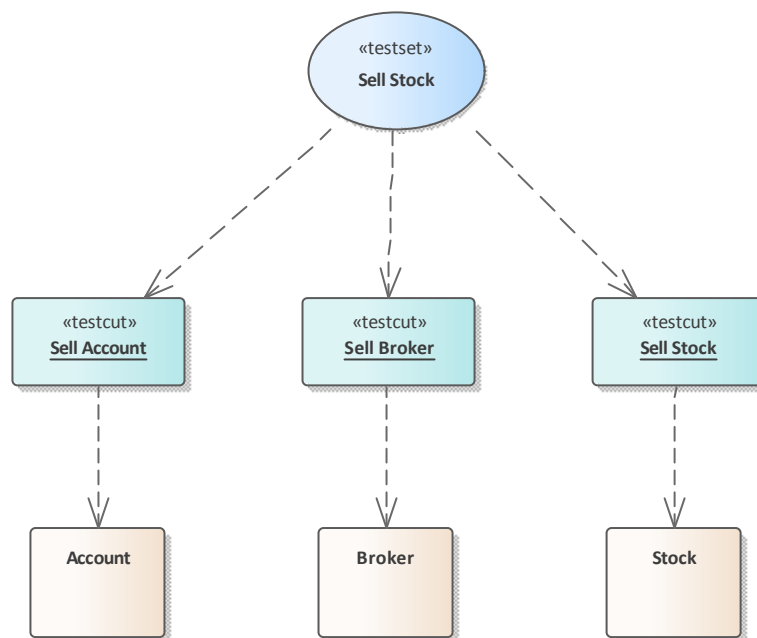 «testset»
Sell Stock
«testcut»
Sell Account
«testcut»
Sell Broker
«testcut»
Sell Stock
Account
Broker
Stock